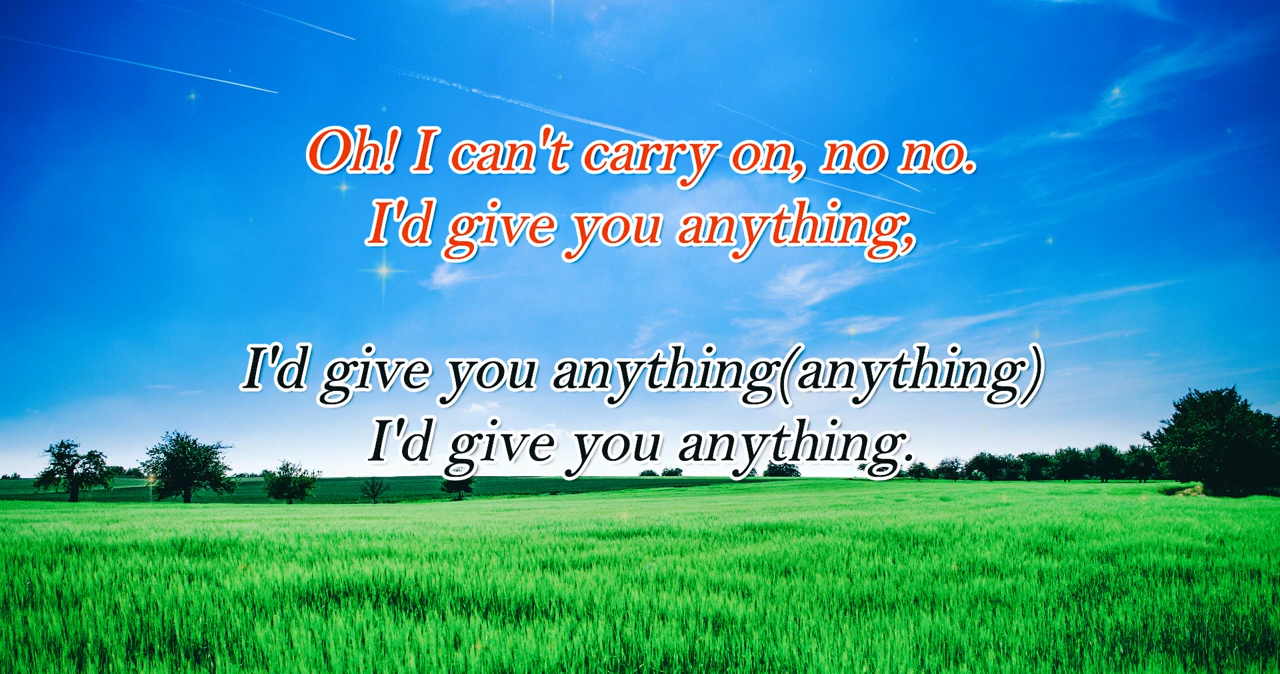 Oh! I can't carry on, no no.
I'd give you anything,
I'd give you anything(anything)
I'd give you anything.